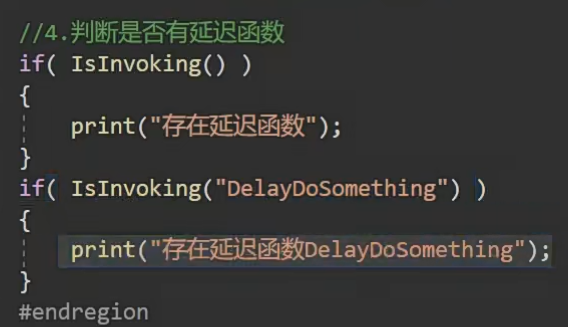 //4.判断是否有延迟函数
if( IsInvoking() )
{
print("存在延迟函数");
}
if( IsInvoking("DelayDoSomething") )
{
print("存在延迟函数DelayDoSomething");
}
#endregion